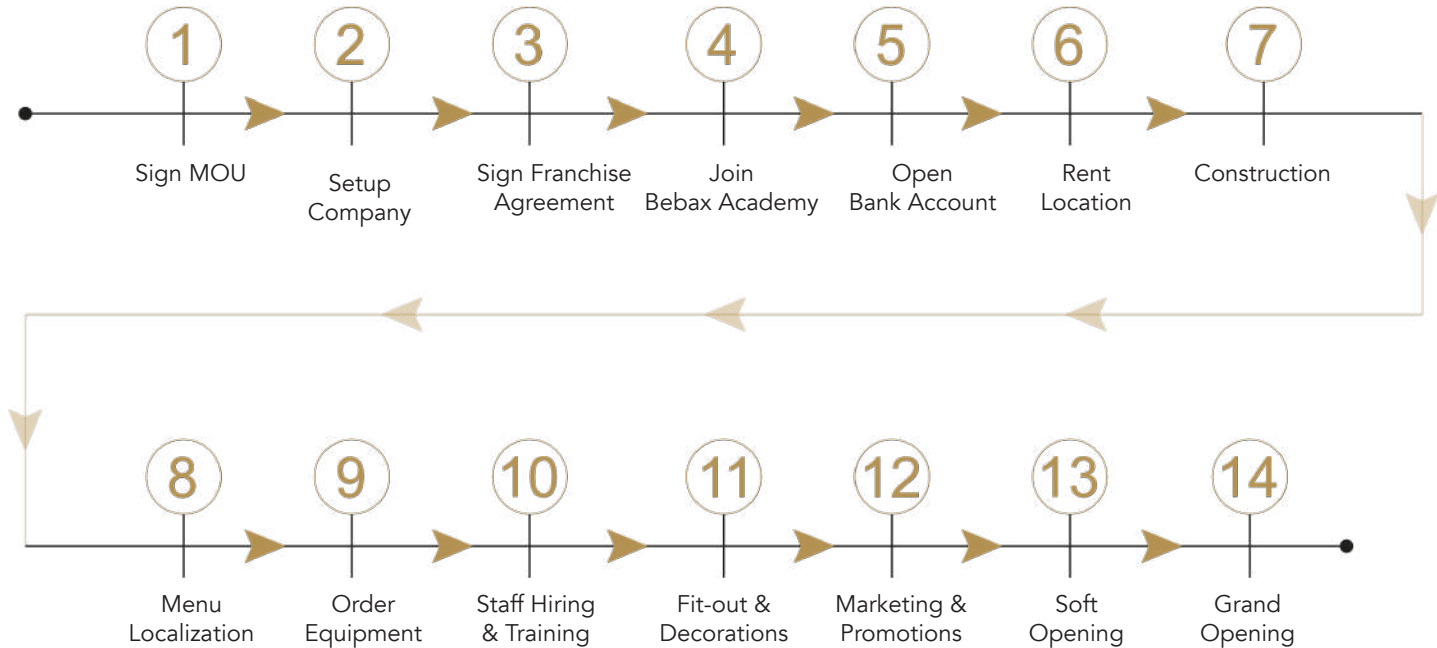 1 2 3 4 5 6 7
Sign MOU
Setup
Company
Sign Franchise
Agreement
Join
Bebax Academy
Open
Bank Account
Rent
Location
Construction
8 9 10 11 12 13 14
Menu
Localization
Order
Equipment
Staff Hiring
& Training
Fit-out &
Decorations
Marketing &
Promotions
Soft
Opening
Grand
Opening